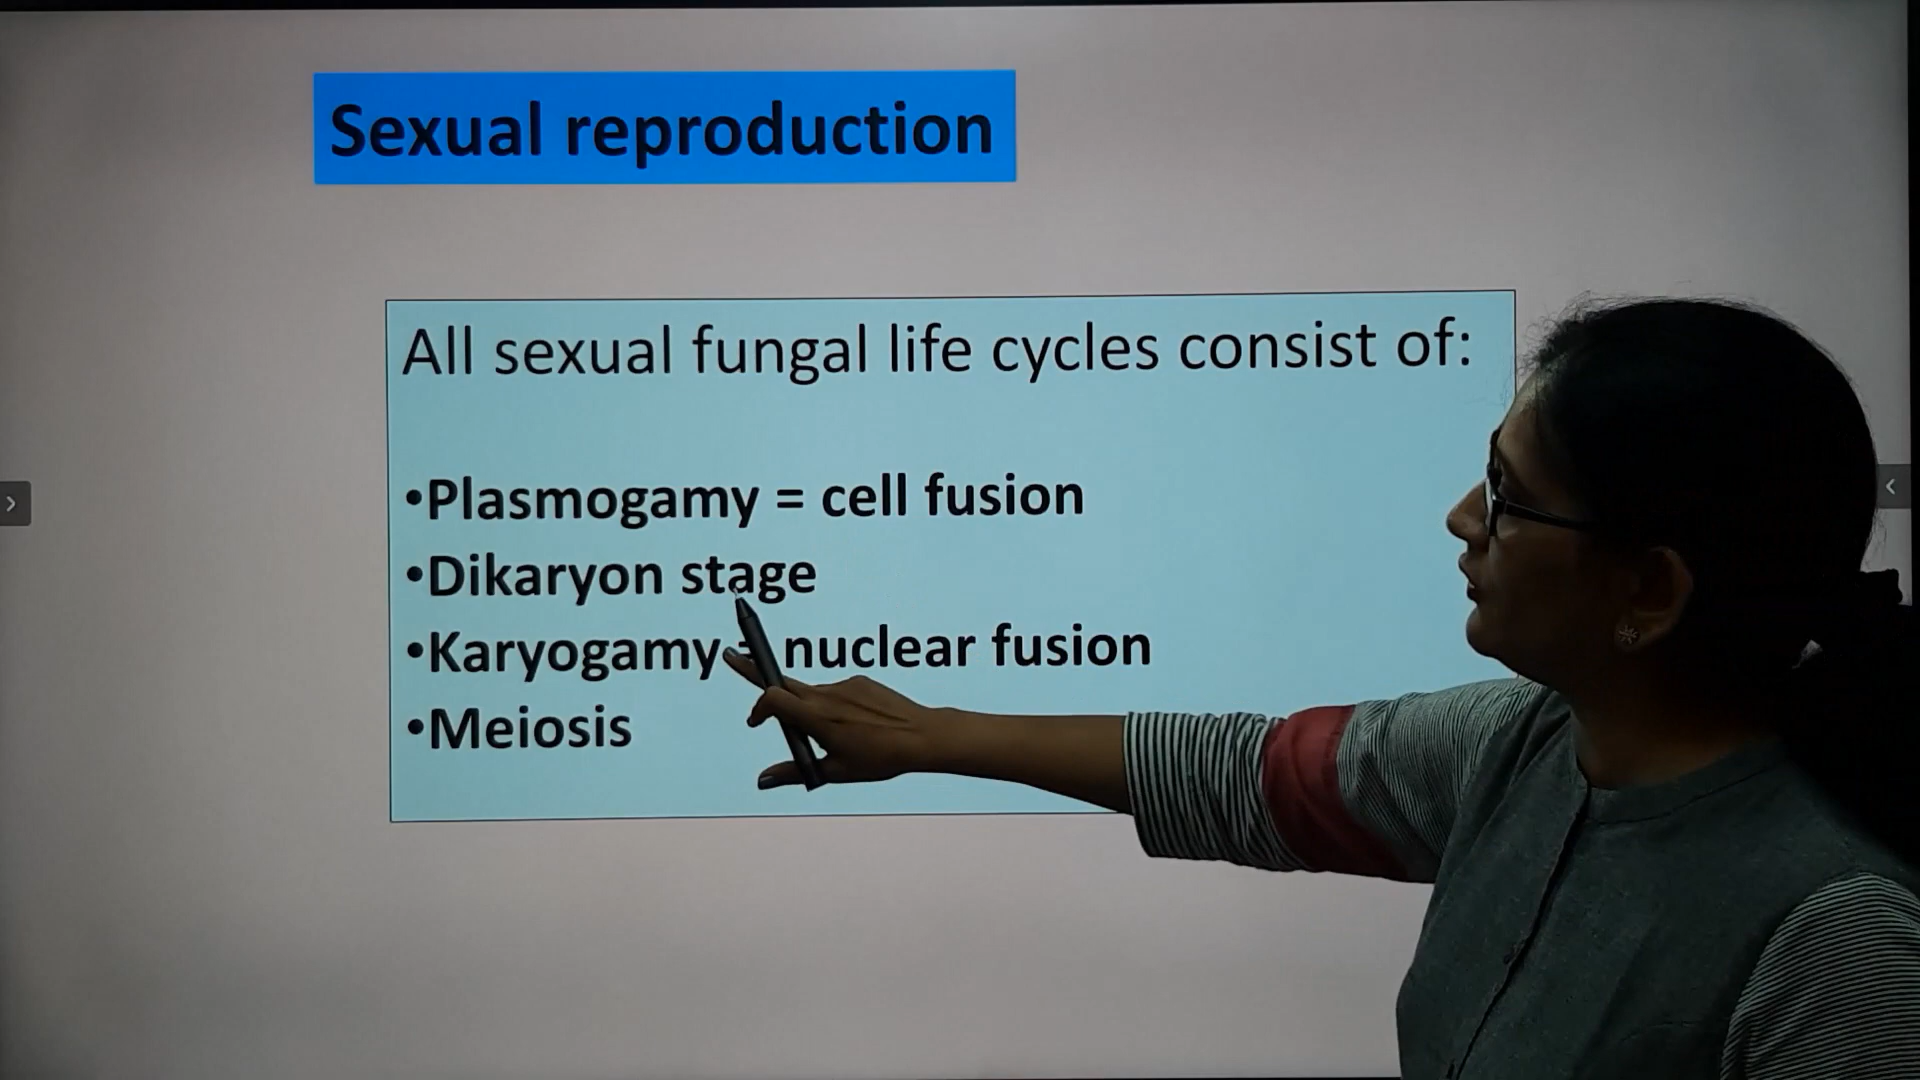 Sexual reproduction
All sexual fungal life cycles consist of:
•Plasmogamy = cell fusion
•Dikaryon stage
•Karyogamy = nuclear fusion
•Meiosis